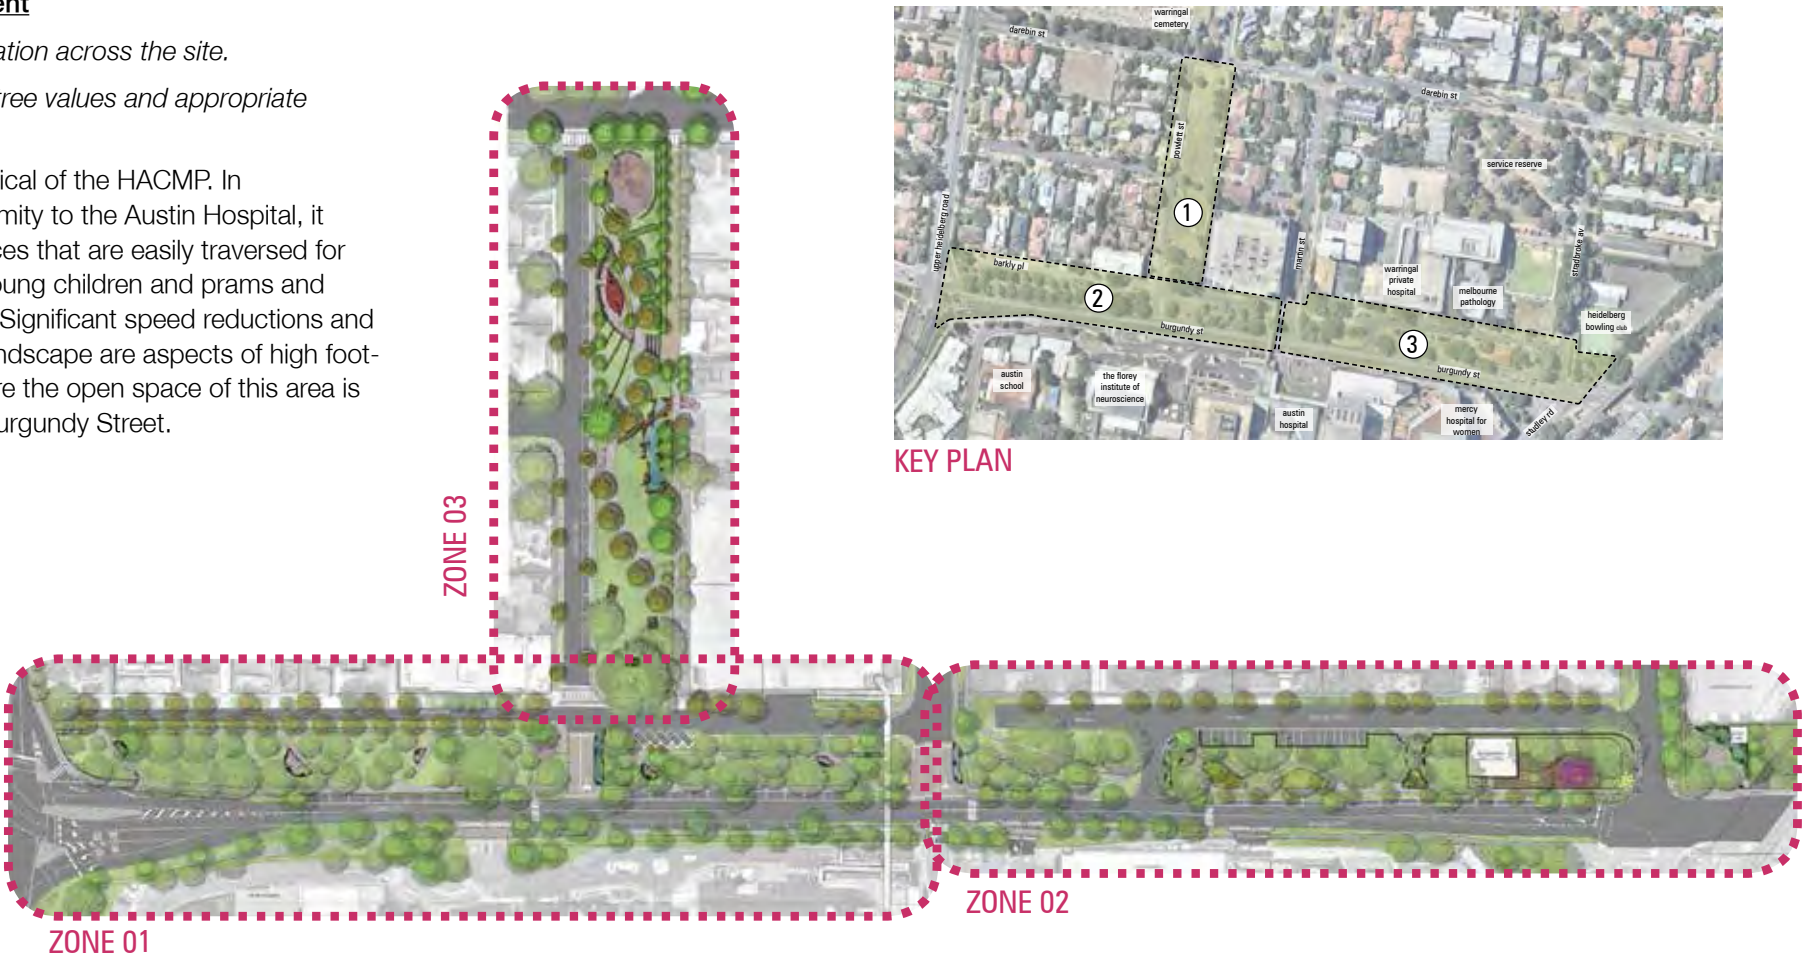 ent
ation across the site.
tree values and appropriate
ical of the HACMP. In
mity to the Austin Hospital, it
ces that are easily traversed for
oung children and prams and
Significant speed reductions and
ndscape are aspects of high foot-
re the open space of this area is
urgundy Street.
warringal
cemetery
darebin st
darebin st
powlett st
service reserve
1
upper heidelberg road
martin st
stradbroke av
barkly pl
warringal
private
hospital
melbourne
pathology
2
heidelberg
bowling club
burgundy st
3
burgundy st
austin
school
the florey
institute of
neuroscience
austin
hospital
mercy
hospital for
women
studley rd
KEY PLAN
ZONE 03
ZONE 02
ZONE 01